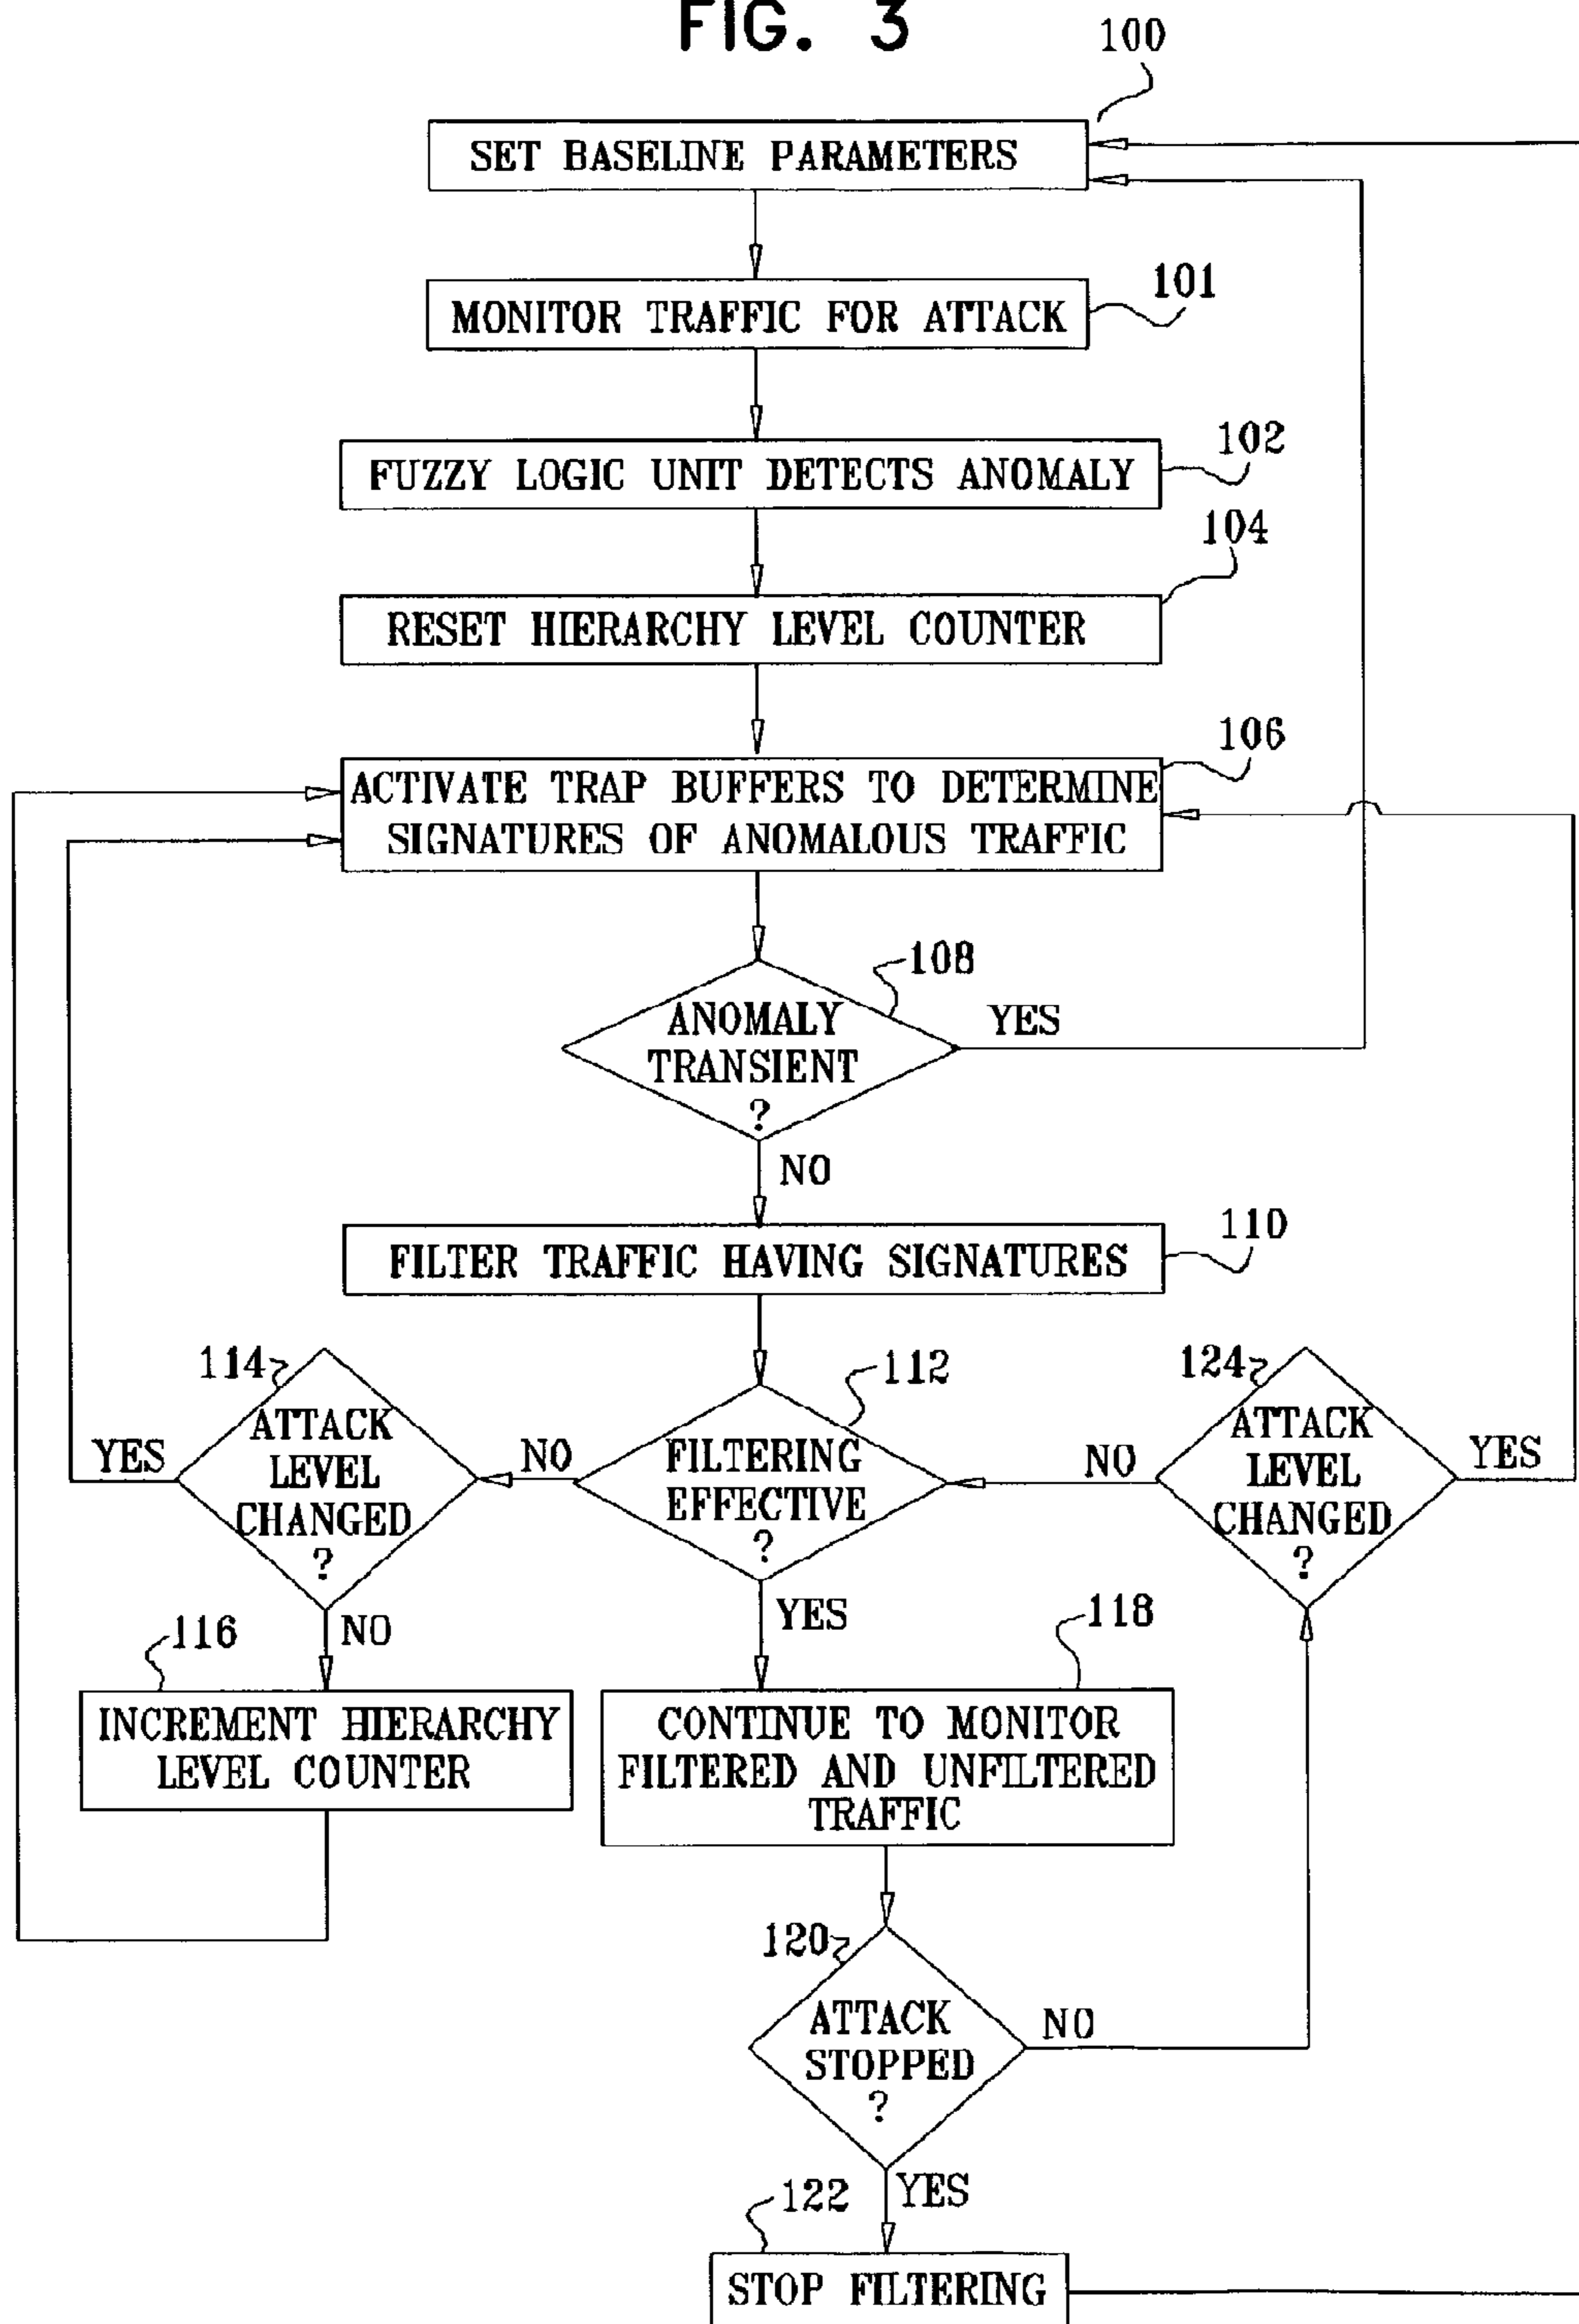 FIG. 3
100
SET BASELINE PARAMETERS
101
MONITOR TRAFFIC FOR ATTACK
102
FUZZY LOGIC UNIT DETECTS ANOMALY
104
RESET HIERARCHY LEVEL COUNTER
106
ACTIVATE TRAP BUFFERS TO DETERMINE
SIGNATURES OF ANOMALOUS TRAFFIC
108
ANOMALY
TRANSIENT
?
YES
NO
110
FILTER TRAFFIC HAVING SIGNATURES
114
ATTACK
LEVEL
CHANGED
?
YES
NO
112
FILTERING
EFFECTIVE
?
NO
YES
124
ATTACK
LEVEL
CHANGED
?
NO
YES
116
INCREMENT HIERARCHY
LEVEL COUNTER
118
CONTINUE TO MONITOR
FILTERED AND UNFILTERED
TRAFFIC
120
ATTACK
STOPPED
?
NO
YES
122
STOP FILTERING